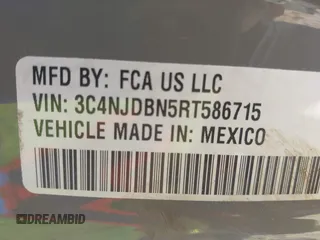 MFD BY: FCA US LLC
VIN: 3C4NJDBN5RT586715
VEHICLE MADE IN: MEXICO
DREAMBID